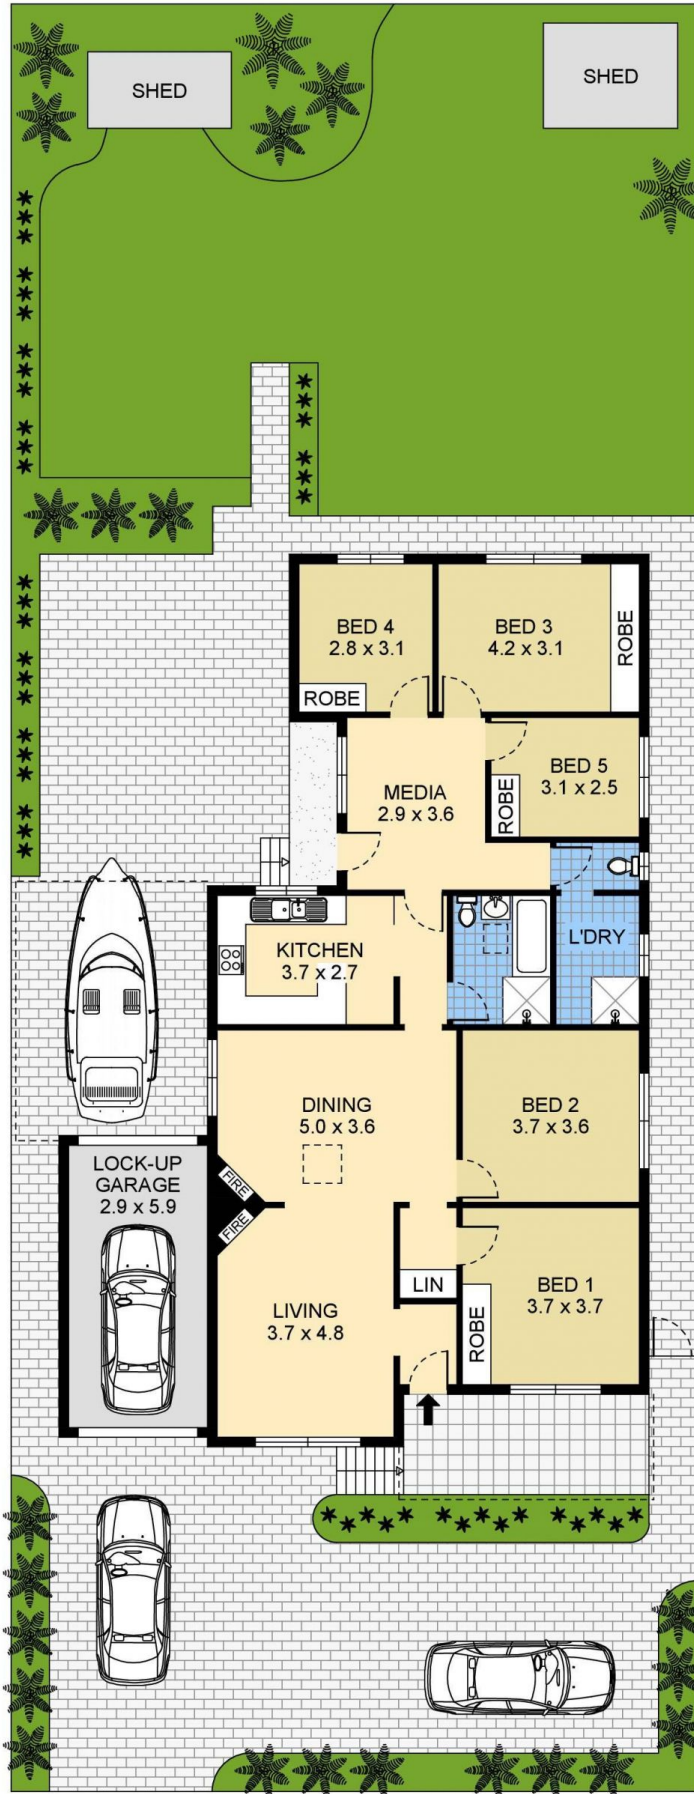 SHED
SHED
BED 4
2.8 x 3.1
ROBE
BED 3
4.2 x 3.1
ROBE
MEDIA
2.9 x 3.6
BED 5
3.1 x 2.5
ROBE
KITCHEN
3.7 x 2.7
L'DRY
DINING
5.0 x 3.6
BED 2
3.7 x 3.6
LOCK-UP
GARAGE
2.9 x 5.9
FIRE
FIRE
LIVING
3.7 x 4.8
LIN
BED 1
3.7 x 3.7
ROBE